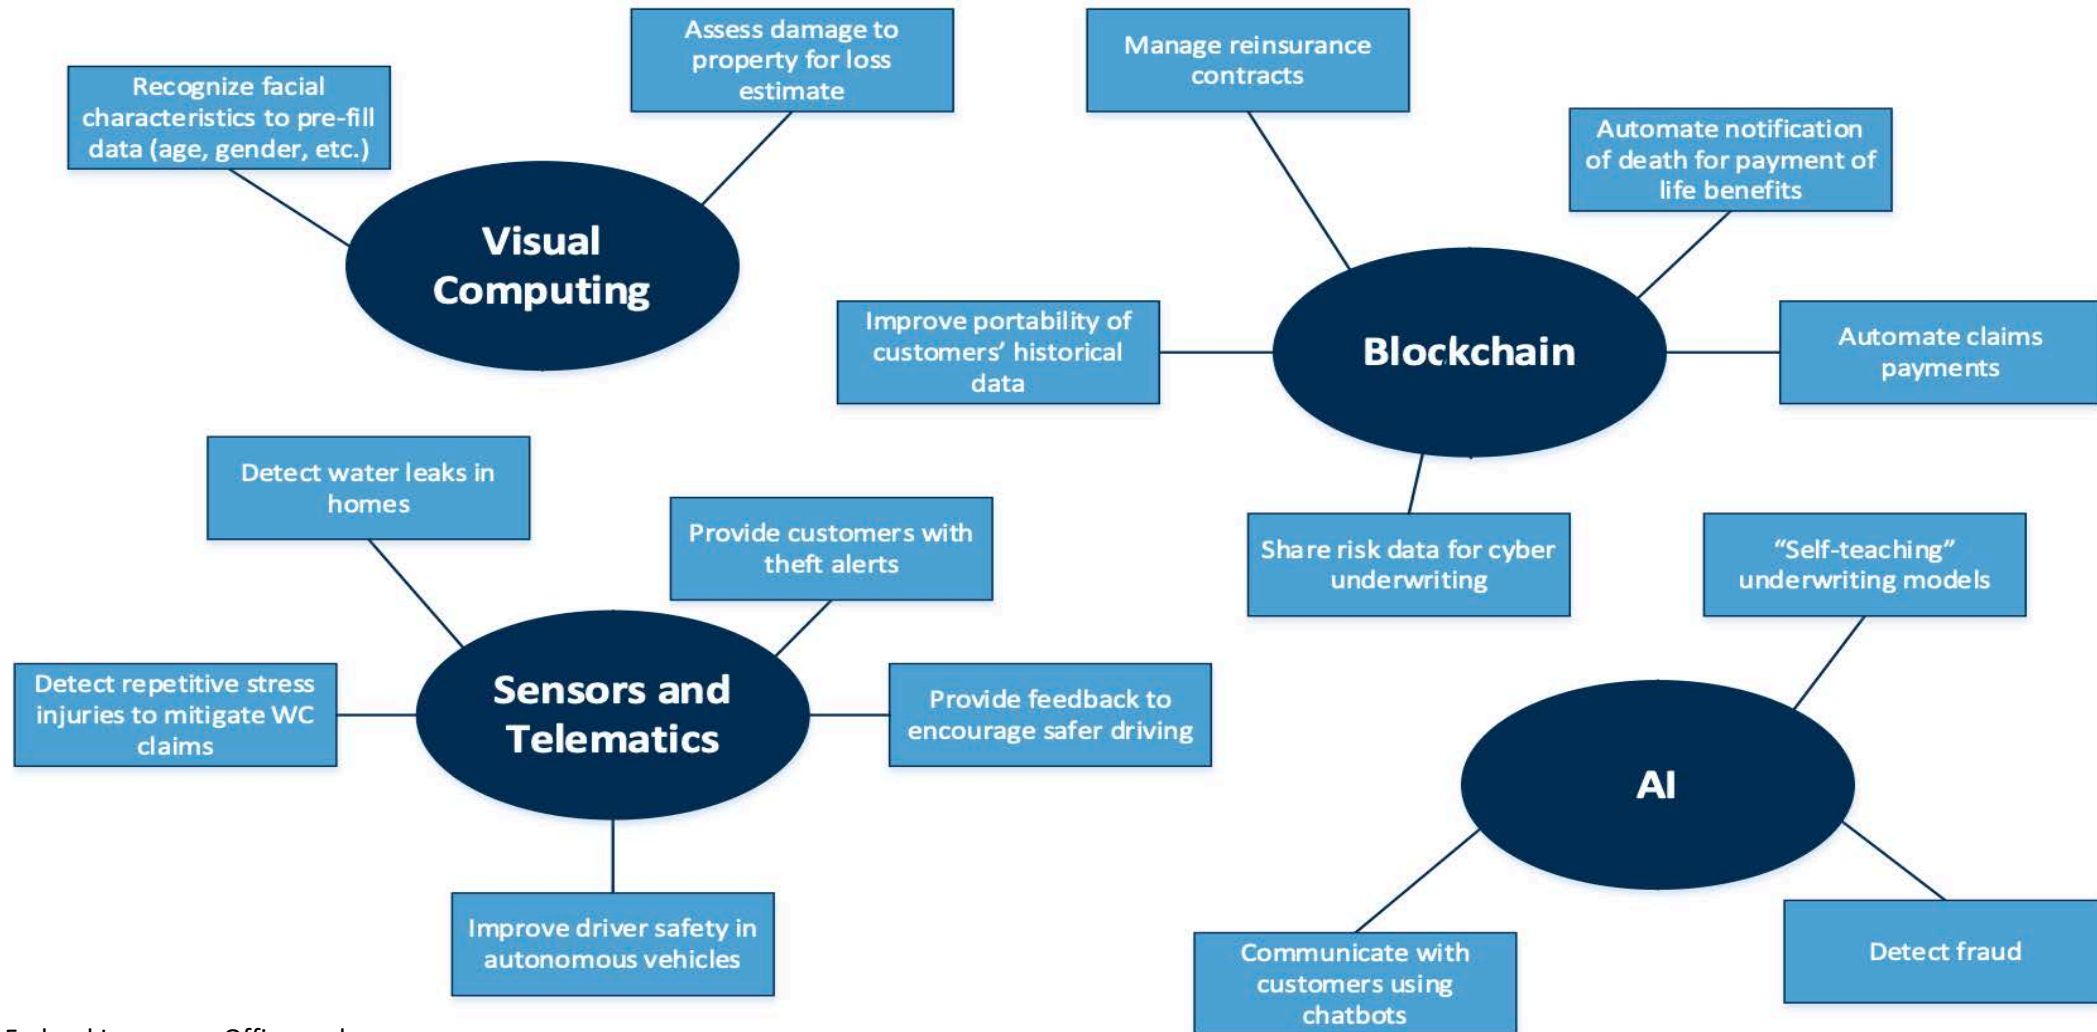 Recognize facial
characteristics to pre-fill
data (age, gender, etc.)
Assess damage to
property for loss
estimate
Visual
Computing
Manage reinsurance
contracts
Automate notification
of death for payment of
life benefits
Improve portability of
customers’ historical
data
Blockchain
Automate claims
payments
Share risk data for cyber
underwriting
Detect water leaks in
homes
Provide customers with
theft alerts
Detect repetitive stress
injuries to mitigate WC
claims
Sensors and
Telematics
Provide feedback to
encourage safer driving
Improve driver safety in
autonomous vehicles
“Self-teaching”
underwriting models
AI
Communicate with
customers using
chatbots
Detect fraud